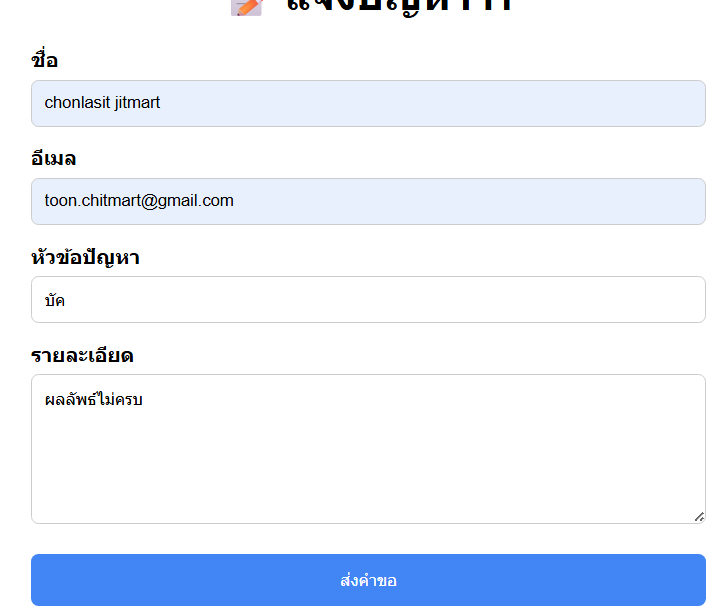 ชื่อ
chonlasit jitmart
อีเมล
toon.chitmart@gmail.com
หัวข้อปัญหา
บัค
รายละเอียด
ผลลัพธ์ไม่ครบ
ส่งคำขอ